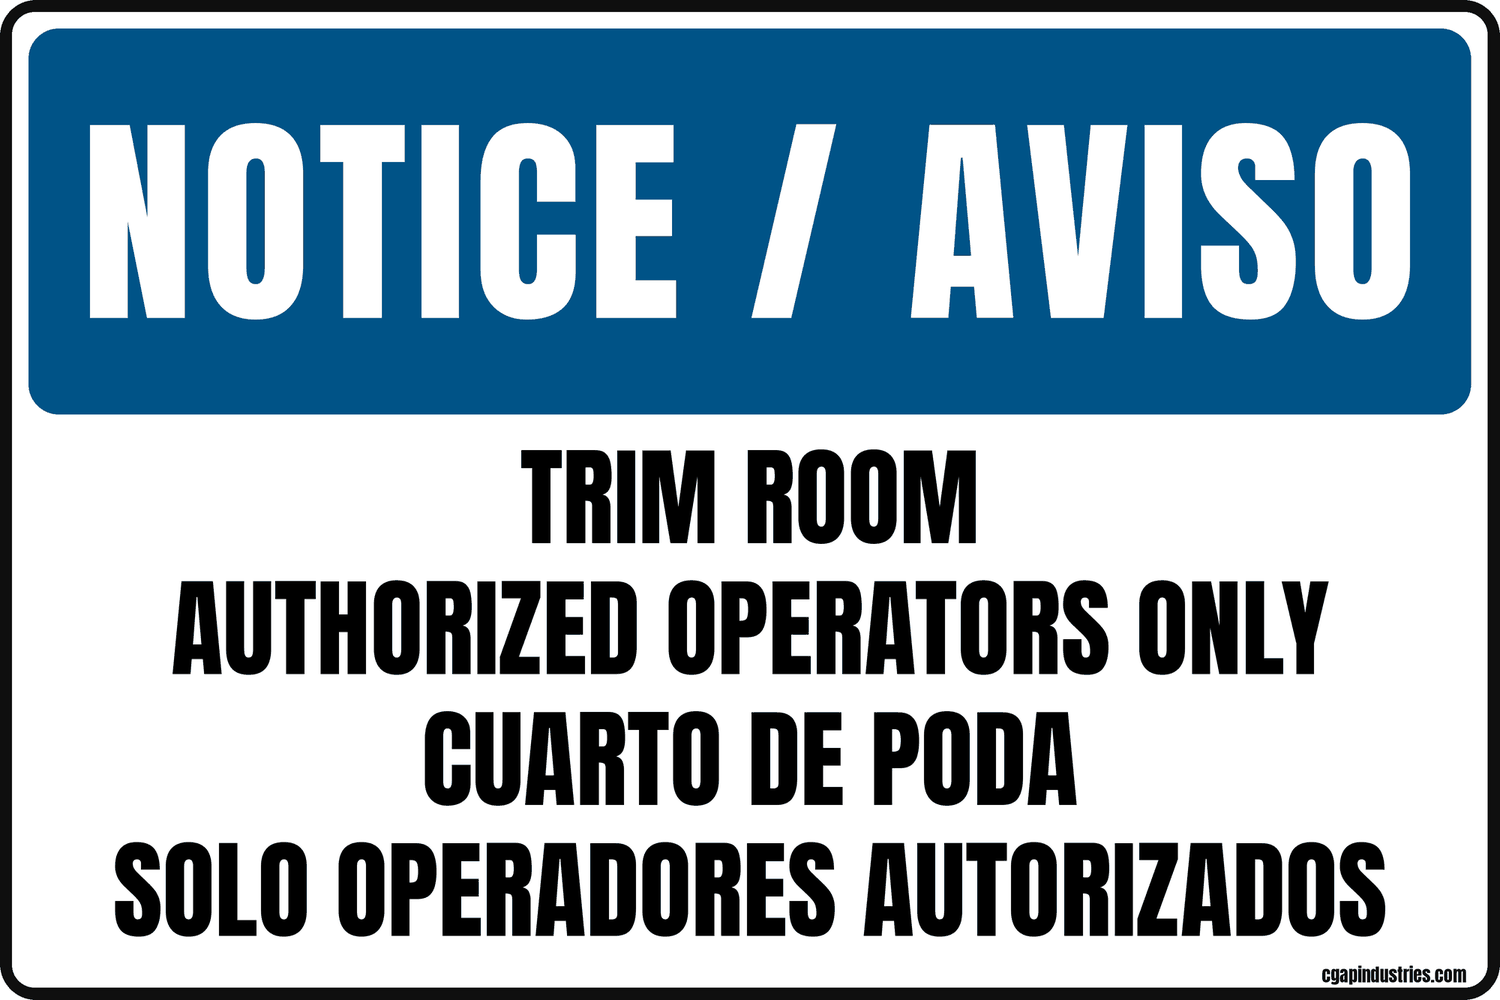 NOTICE / AVISO
TRIM ROOM
AUTHORIZED OPERATORS ONLY
CUARTO DE PODA
SOLO OPERADORES AUTORIZADOS
cgapindustries.com